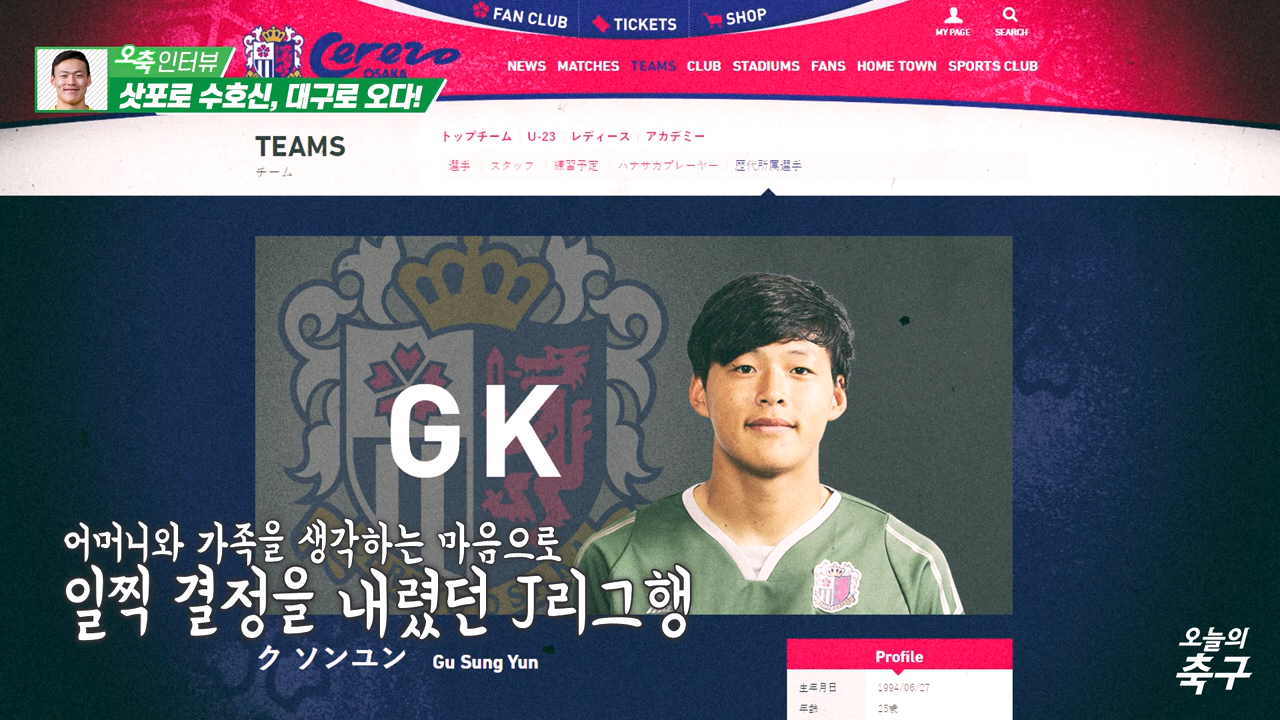 FAN CLUB
TICKETS
SHOP
MY PAGE
SEARCH
오축 인터뷰
삿포로 수호신, 대구로 오다!
Cerezo
OSAKA
NEWS MATCHES TEAMS CLUB STADIUMS FANS HOME TOWN SPORTS CLUB
TEAMS
チーム
トップチーム U-23 レディース アカデミー
選手 スタッフ 練習予定 ハナサカプレーヤー 歴代所属選手
GK
어머니와 가족을 생각하는 마음으로
일찍 결정을 내렸던 J리그행
ク ソンユン Gu Sung Yun
Profile
生年月日 1994/06/27
年齢 25歳
오늘의
축구